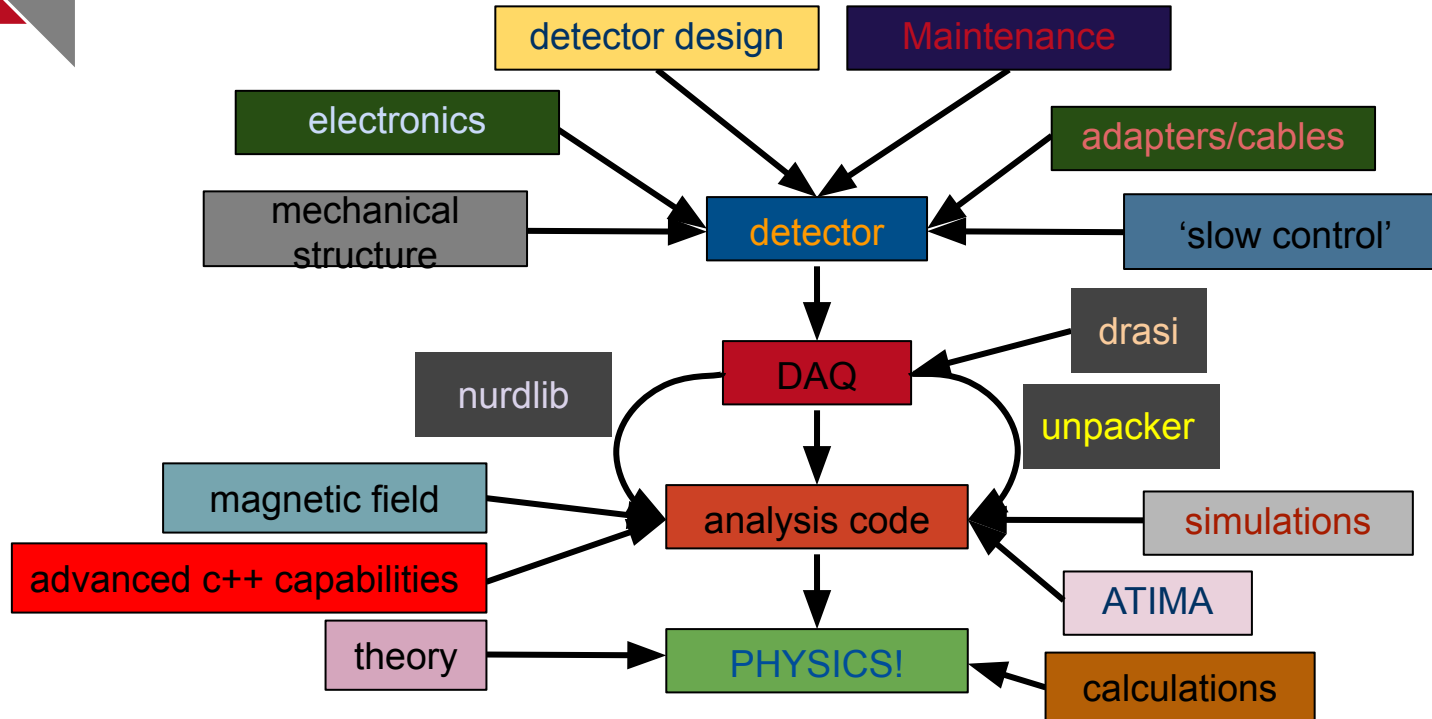 detector design
Maintenance
electronics
adapters/cables
mechanical
structure
detector
‘slow control’
drasi
DAQ
nurdlib
unpacker
magnetic field
analysis code
simulations
advanced c++ capabilities
ATIMA
theory
PHYSICS!
calculations